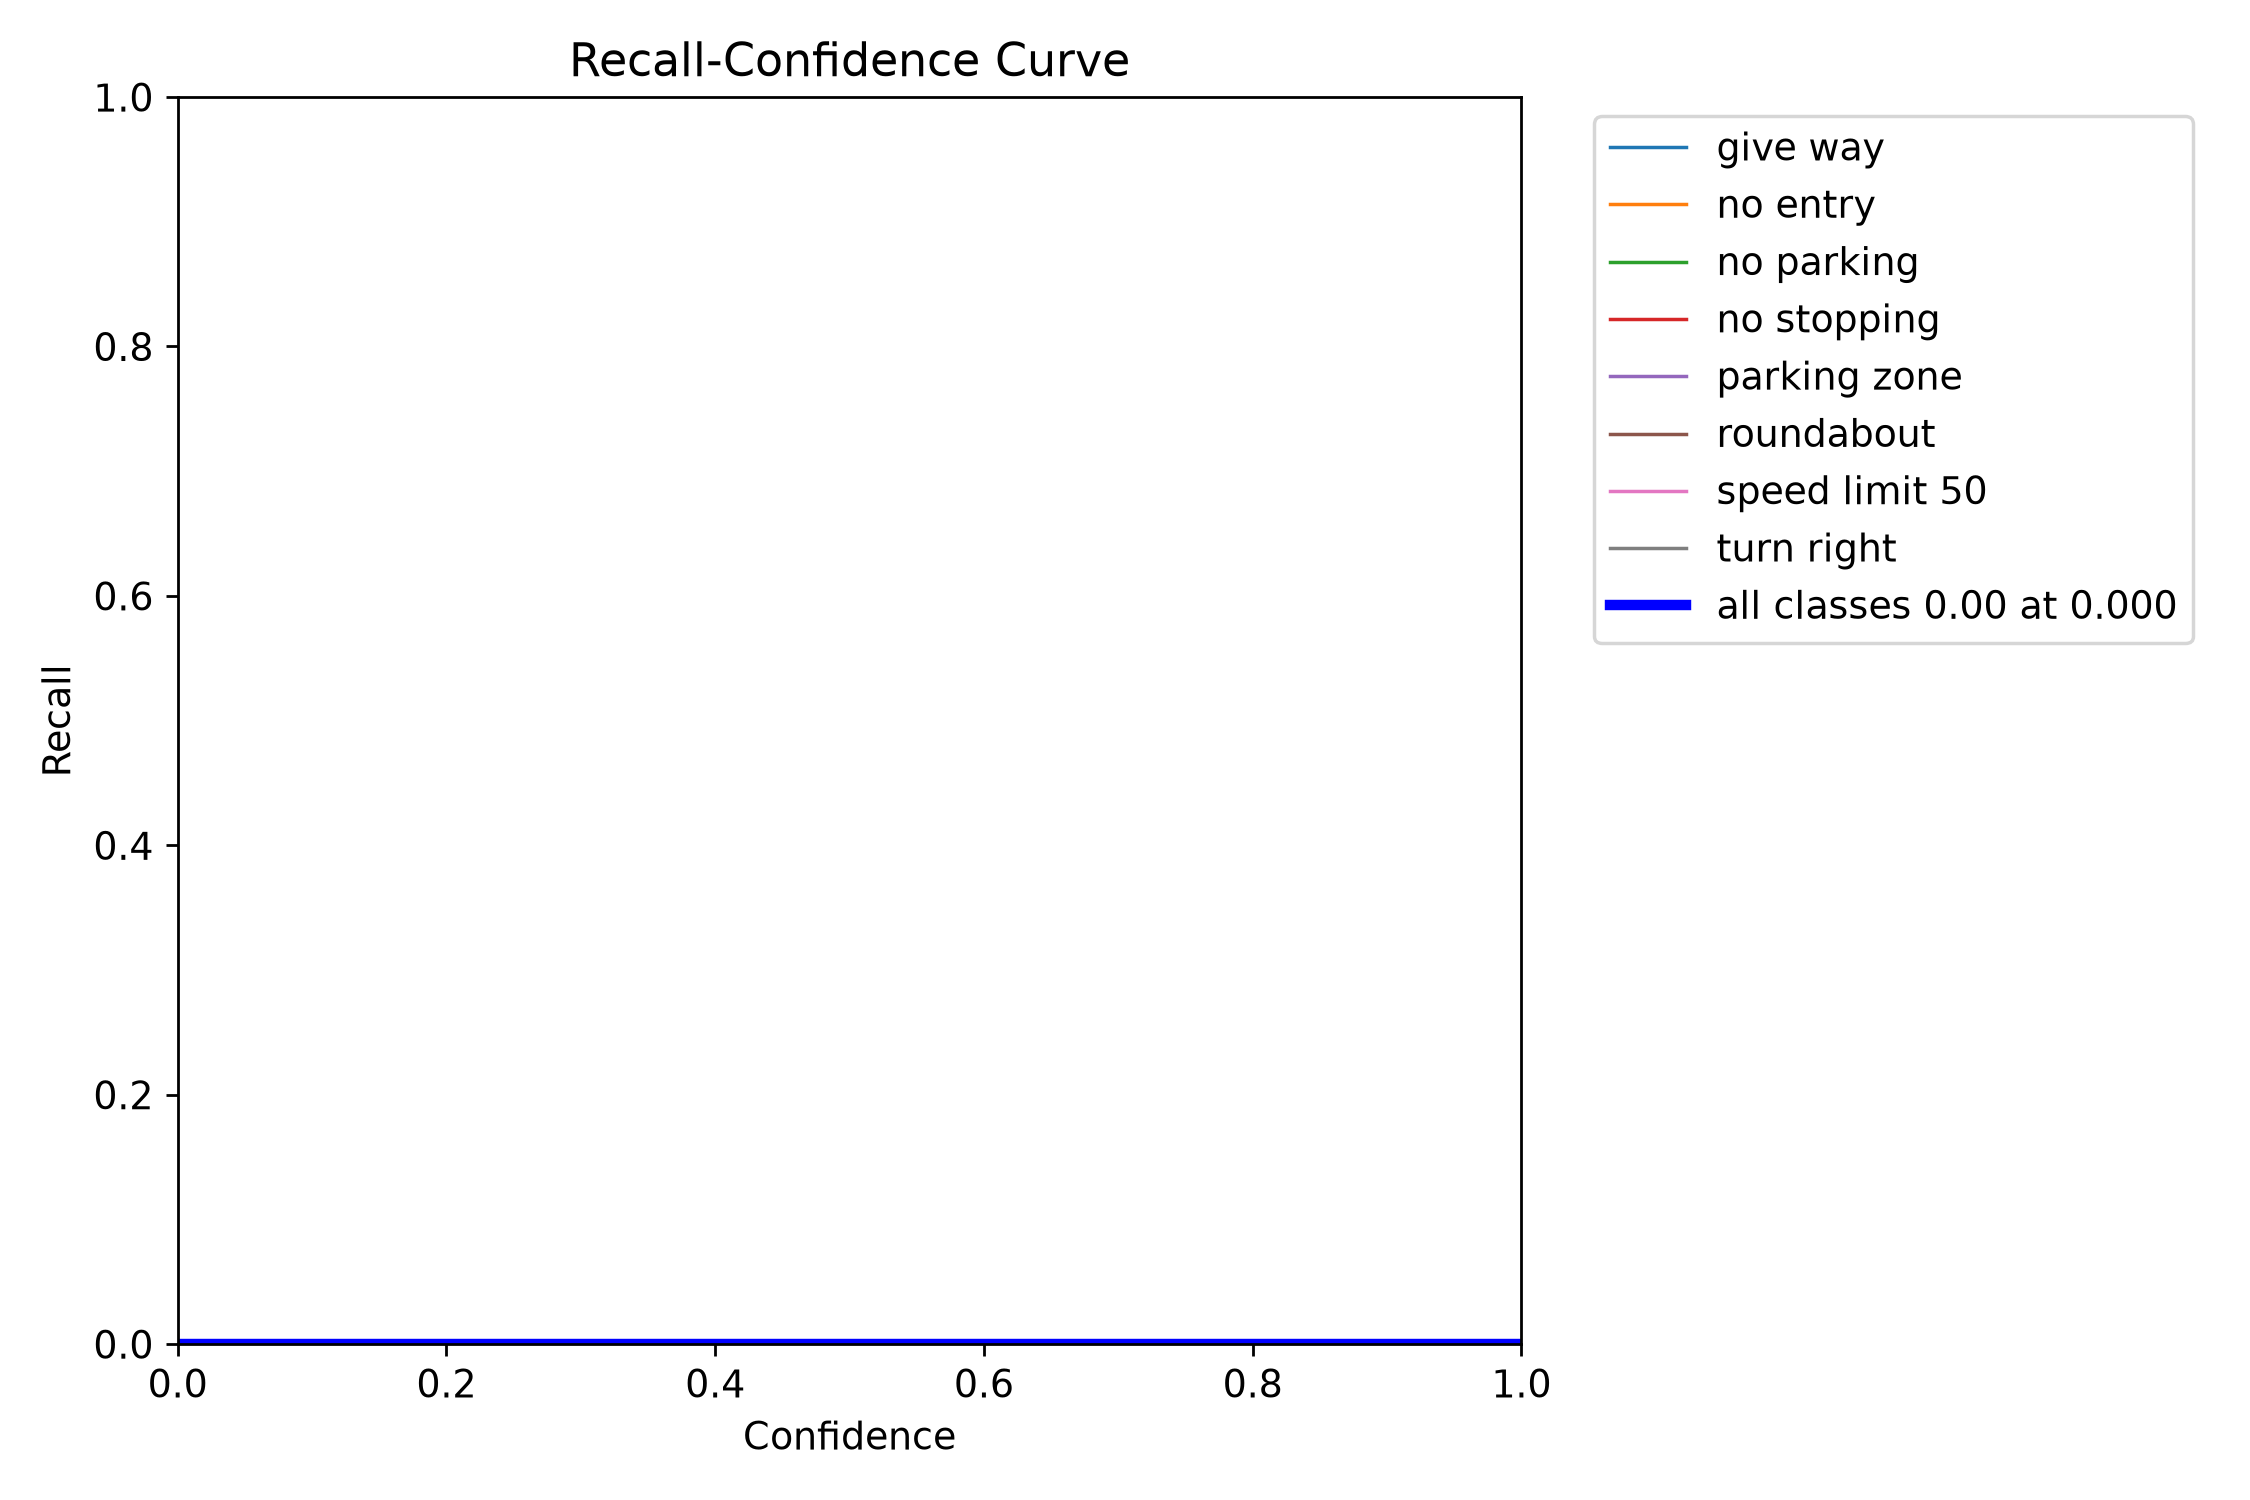 Recall-Confidence Curve
1.0
0.8
0.6
0.4
0.2
0.0
Recall
0.0 0.2 0.4 0.6 0.8 1.0
Confidence
give way
no entry
no parking
no stopping
parking zone
roundabout
speed limit 50
turn right
all classes 0.00 at 0.000